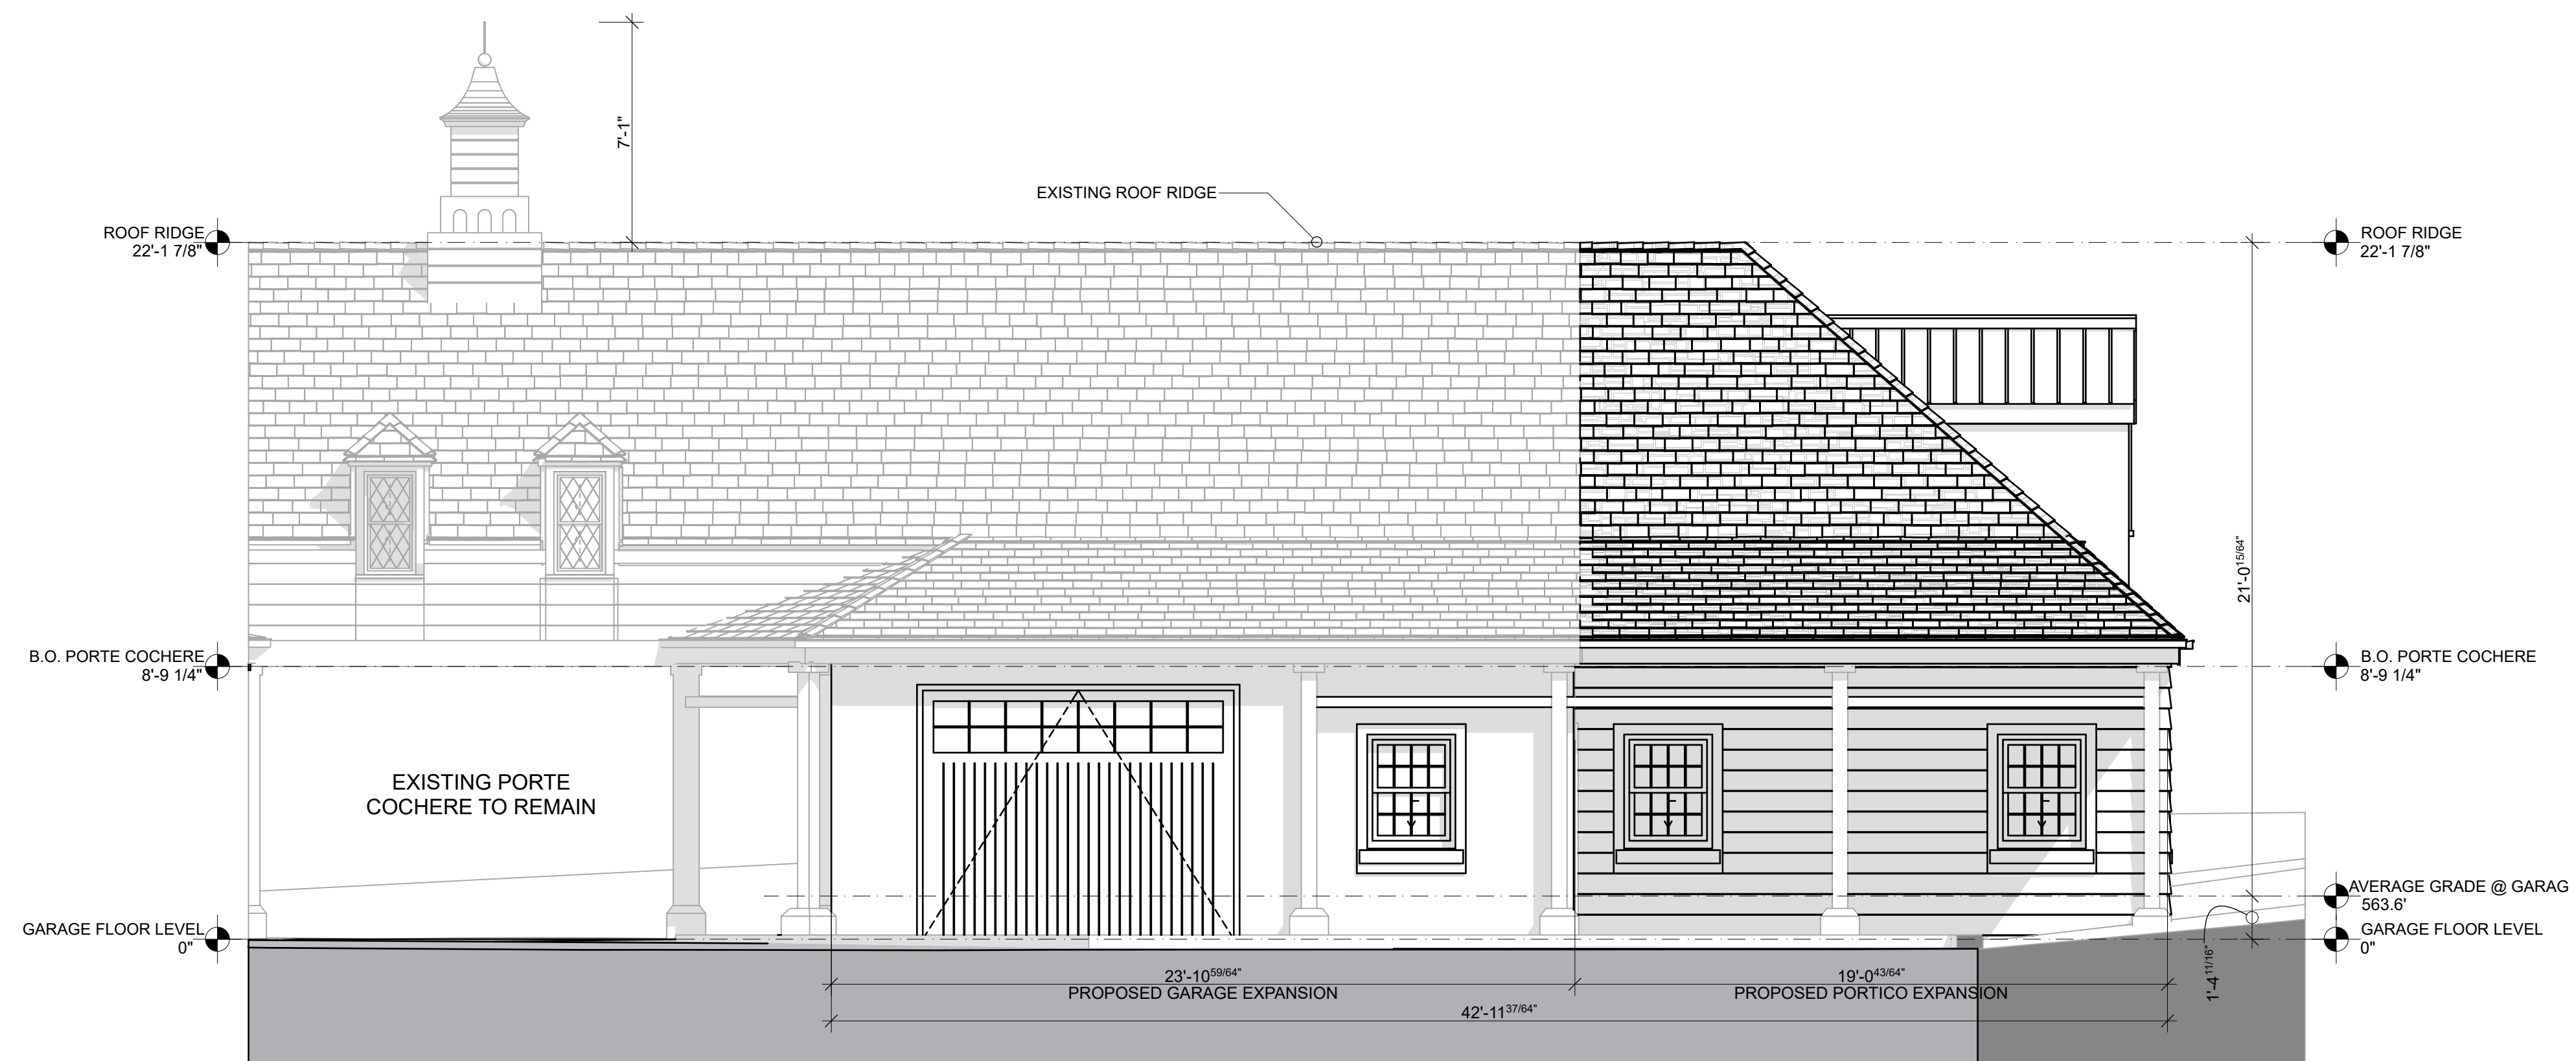 7'-1"
EXISTING ROOF RIDGE
ROOF RIDGE
22'-1 7/8"
ROOF RIDGE
22'-1 7/8"
21'-0 15/64"
B.O. PORTE COCHERE
8'-9 1/4"
B.O. PORTE COCHERE
8'-9 1/4"
EXISTING PORTE
COCHERE TO REMAIN
AVERAGE GRADE @ GARAG
563.6'
GARAGE FLOOR LEVEL
0"
GARAGE FLOOR LEVEL
0"
1'-4 11/16"
23'-10 59/64"
PROPOSED GARAGE EXPANSION
19'-0 43/64"
PROPOSED PORTICO EXPANSION
42'-11 37/64"